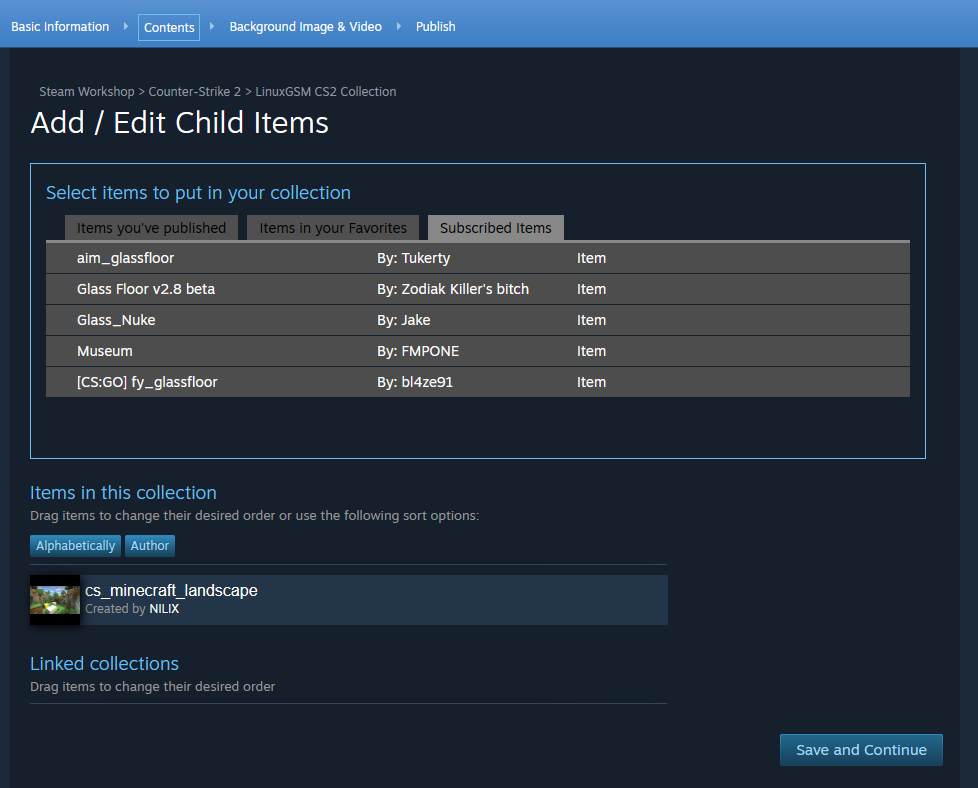 Basic Information Contents Background Image & Video Publish
Steam Workshop > Counter-Strike 2 > LinuxGSM CS2 Collection
Add / Edit Child Items
Select items to put in your collection
Items you've published Items in your Favorites Subscribed Items
aim_glassfloor By: Tukerty Item
Glass Floor v2.8 beta By: Zodiak Killer's bitch Item
Glass_Nuke By: Jake Item
Museum By: FMPONE Item
[CS:GO] fy_glassfloor By: bl4ze91 Item
Items in this collection
Drag items to change their desired order or use the following sort options:
Alphabetically Author
cs_minecraft_landscape
Created by NILIX
Linked collections
Drag items to change their desired order
Save and Continue